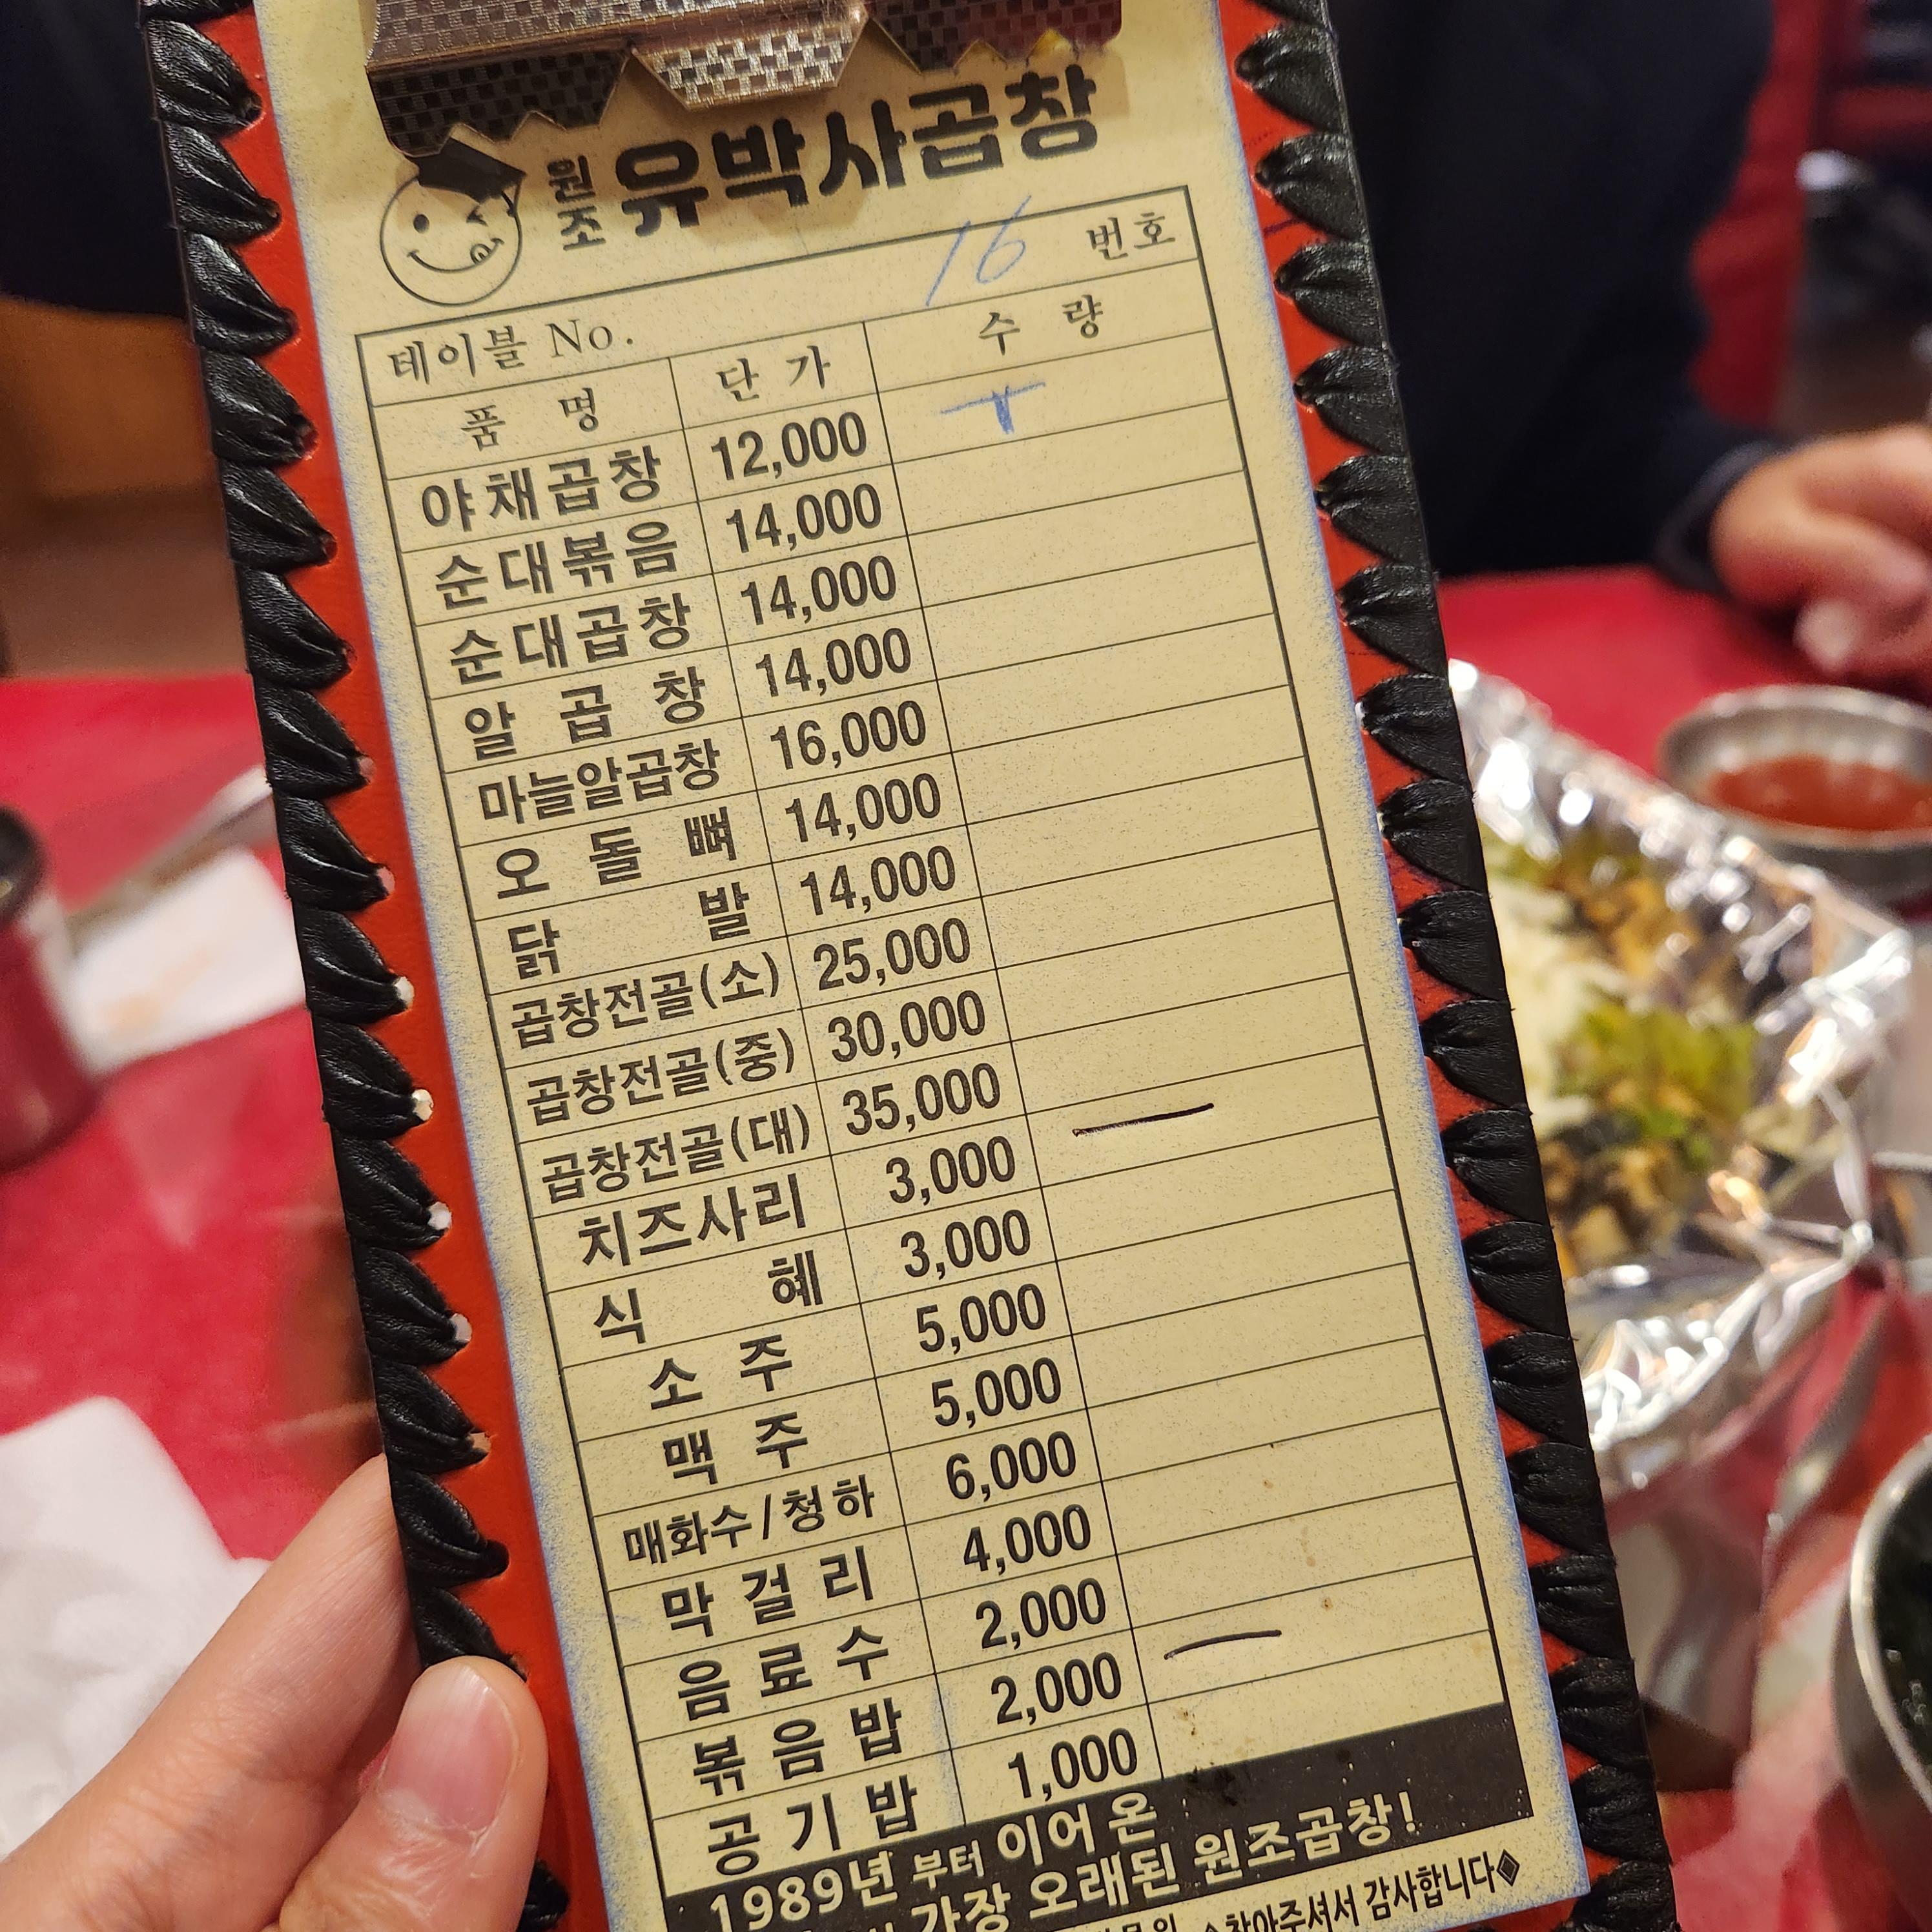 원조 유박사곱창
테이블 No. 16 번호
품 명 단 가 수 량
야채곱창 12,000 T
순대볶음 14,000
순대곱창 14,000
알 곱 창 14,000
마늘알곱창 16,000
오 돌 뼈 14,000
닭 발 14,000
곱창전골(소) 25,000
곱창전골(중) 30,000
곱창전골(대) 35,000
치즈사리 3,000 ―
식 혜 3,000
소 주 5,000
맥 주 5,000
매화수/청하 6,000
막 걸 리 4,000
음 료 수 2,000
볶 음 밥 2,000 ―
공 기 밥 1,000
1989년 부터 이어 온
가장 오래된 원조곱창!
찾아주셔서 감사합니다◈